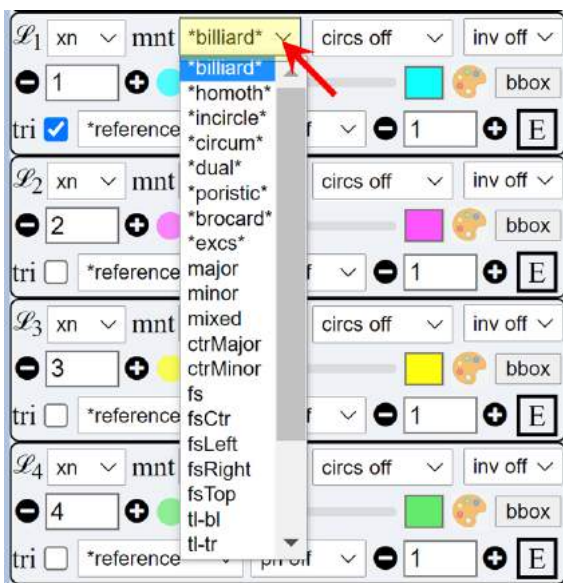 ℒ1 xn mnt *billiard* circs off inv off
*billiard*
1 bbox
*homoth*
*incircle*
tri *reference f 1 E
*circum*
*dual*
ℒ2 xn mnt circs off inv off
*poristic*
*brocard*
2 bbox
*excs*
tri *reference f 1 E
major
minor
ℒ3 xn mnt circs off inv off
mixed
ctrMajor
3 bbox
ctrMinor
fs
tri *reference f 1 E
fsCtr
fsLeft
ℒ4 xn mnt circs off inv off
fsRight
fsTop
4 bbox
tl-bl
tl-tr
tri *reference off 1 E